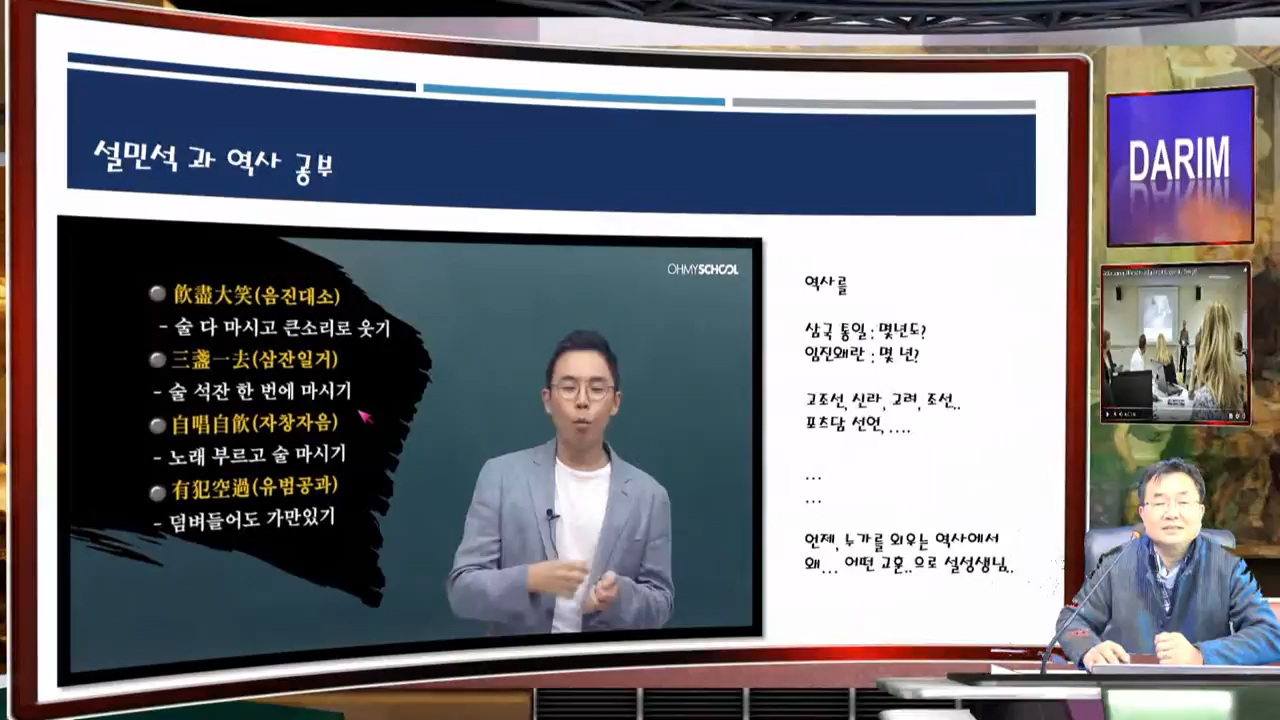 설민석 과 역사 공부
OHMYSCHOOL
飮盡大笑(음진대소)
- 술 다 마시고 큰소리로 웃기
三盞一去(삼잔일거)
- 술 석잔 한 번에 마시기
自唱自飮(자창자음)
- 노래 부르고 술 마시기
有犯空過(유범공과)
- 덤벼들어도 가만있기
역사를
삼국 통일 : 몇년도?
임진왜란 : 몇 년?
고조선, 신라, 고려, 조선..
포츠담 선언, ....
...
...
언제, 누가를 외우는 역사에서
왜... 어떤 교훈..으로 설성생님..
DARIM